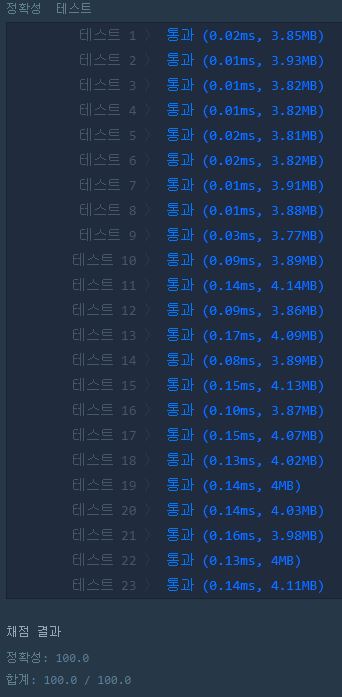 정확성 테스트
테스트 1 〉 통과 (0.02ms, 3.85MB)
테스트 2 〉 통과 (0.01ms, 3.93MB)
테스트 3 〉 통과 (0.01ms, 3.82MB)
테스트 4 〉 통과 (0.01ms, 3.82MB)
테스트 5 〉 통과 (0.02ms, 3.81MB)
테스트 6 〉 통과 (0.02ms, 3.82MB)
테스트 7 〉 통과 (0.01ms, 3.91MB)
테스트 8 〉 통과 (0.01ms, 3.88MB)
테스트 9 〉 통과 (0.03ms, 3.77MB)
테스트 10 〉 통과 (0.09ms, 3.89MB)
테스트 11 〉 통과 (0.14ms, 4.14MB)
테스트 12 〉 통과 (0.09ms, 3.86MB)
테스트 13 〉 통과 (0.17ms, 4.09MB)
테스트 14 〉 통과 (0.08ms, 3.89MB)
테스트 15 〉 통과 (0.15ms, 4.13MB)
테스트 16 〉 통과 (0.10ms, 3.87MB)
테스트 17 〉 통과 (0.15ms, 4.07MB)
테스트 18 〉 통과 (0.13ms, 4.02MB)
테스트 19 〉 통과 (0.14ms, 4MB)
테스트 20 〉 통과 (0.14ms, 4.03MB)
테스트 21 〉 통과 (0.16ms, 3.98MB)
테스트 22 〉 통과 (0.13ms, 4MB)
테스트 23 〉 통과 (0.14ms, 4.11MB)
채점 결과
정확성: 100.0
합계: 100.0 / 100.0